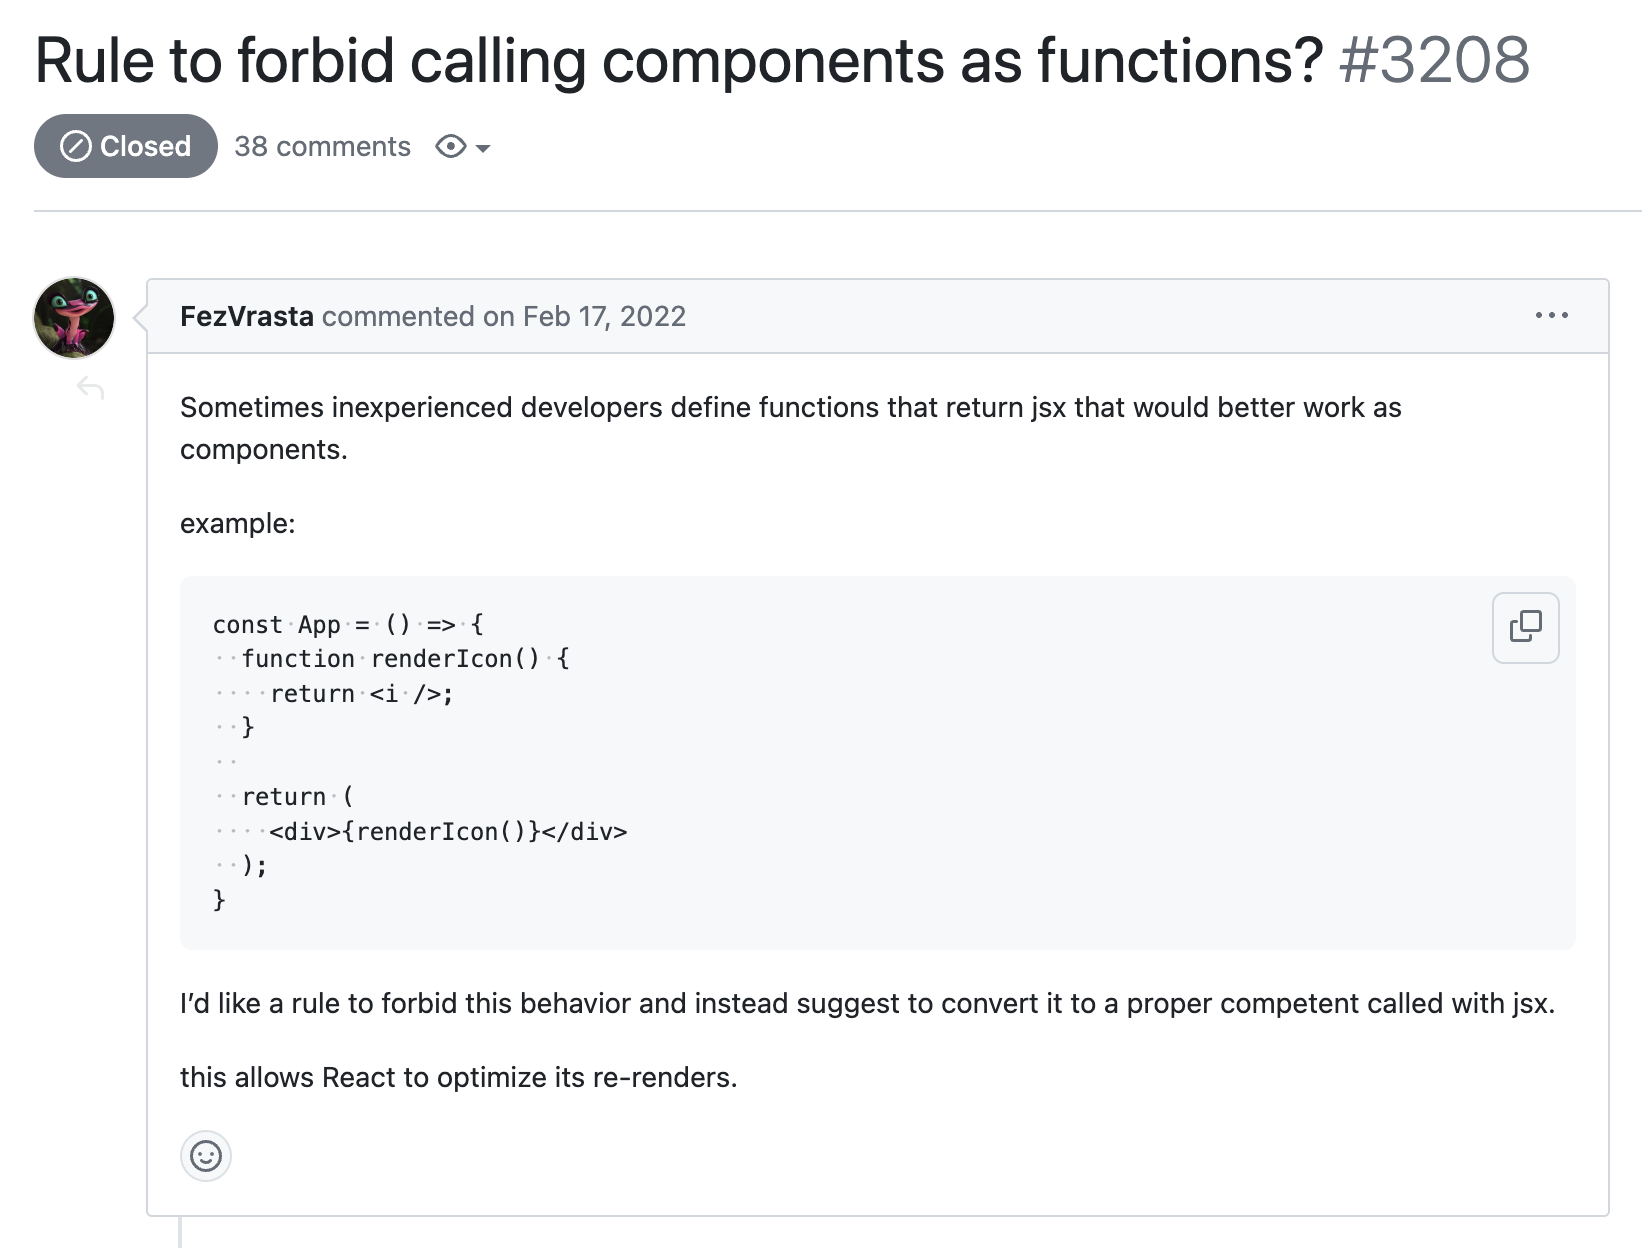 Rule to forbid calling components as functions? #3208
Closed 38 comments
FezVrasta commented on Feb 17, 2022
Sometimes inexperienced developers define functions that return jsx that would better work as
components.
example:
const App = () => {
  function renderIcon() {
    return <i />;
  }
  
  return (
    <div>{renderIcon()}</div>
  );
}
I’d like a rule to forbid this behavior and instead suggest to convert it to a proper competent called with jsx.
this allows React to optimize its re-renders.